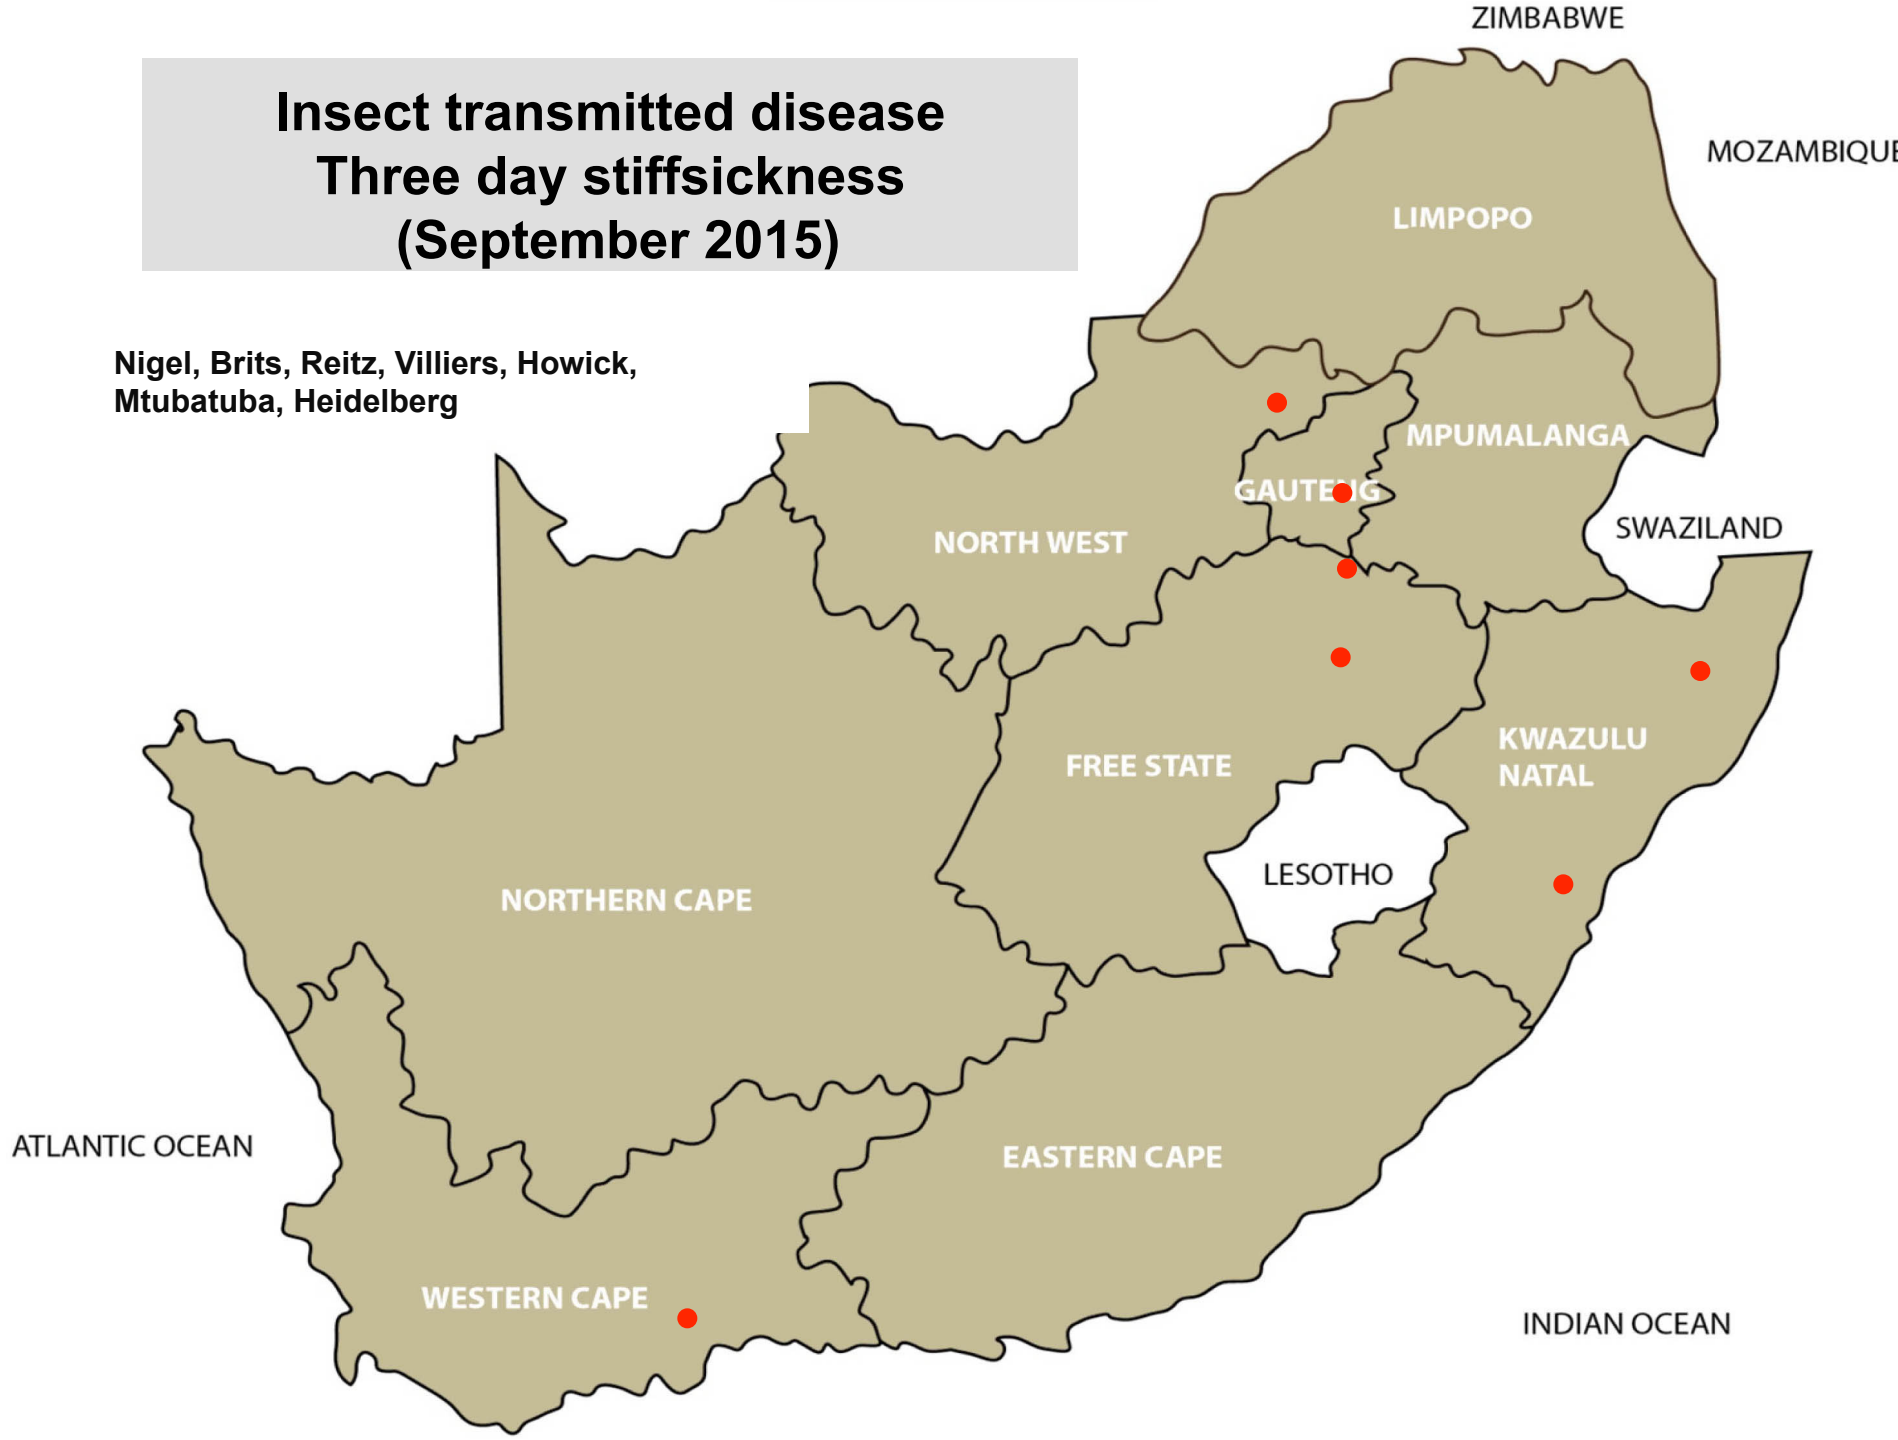 ZIMBABWE
Insect transmitted disease
Three day stiffsickness
(September 2015)
MOZAMBIQUE
LIMPOPO
Nigel, Brits, Reitz, Villiers, Howick,
Mtubatuba, Heidelberg
MPUMALANGA
GAUTENG
NORTH WEST
SWAZILAND
KWAZULU
NATAL
FREE STATE
LESOTHO
NORTHERN CAPE
ATLANTIC OCEAN
EASTERN CAPE
WESTERN CAPE
INDIAN OCEAN